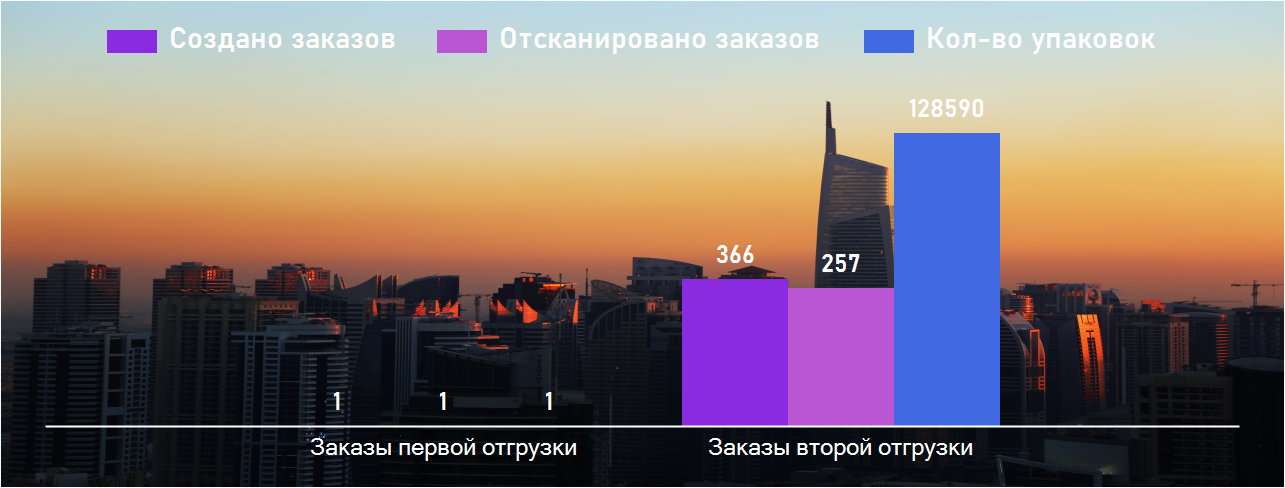 Создано заказов Отсканировано заказов Кол-во упаковок
128590
366
257
1 1 1
Заказы первой отгрузки Заказы второй отгрузки